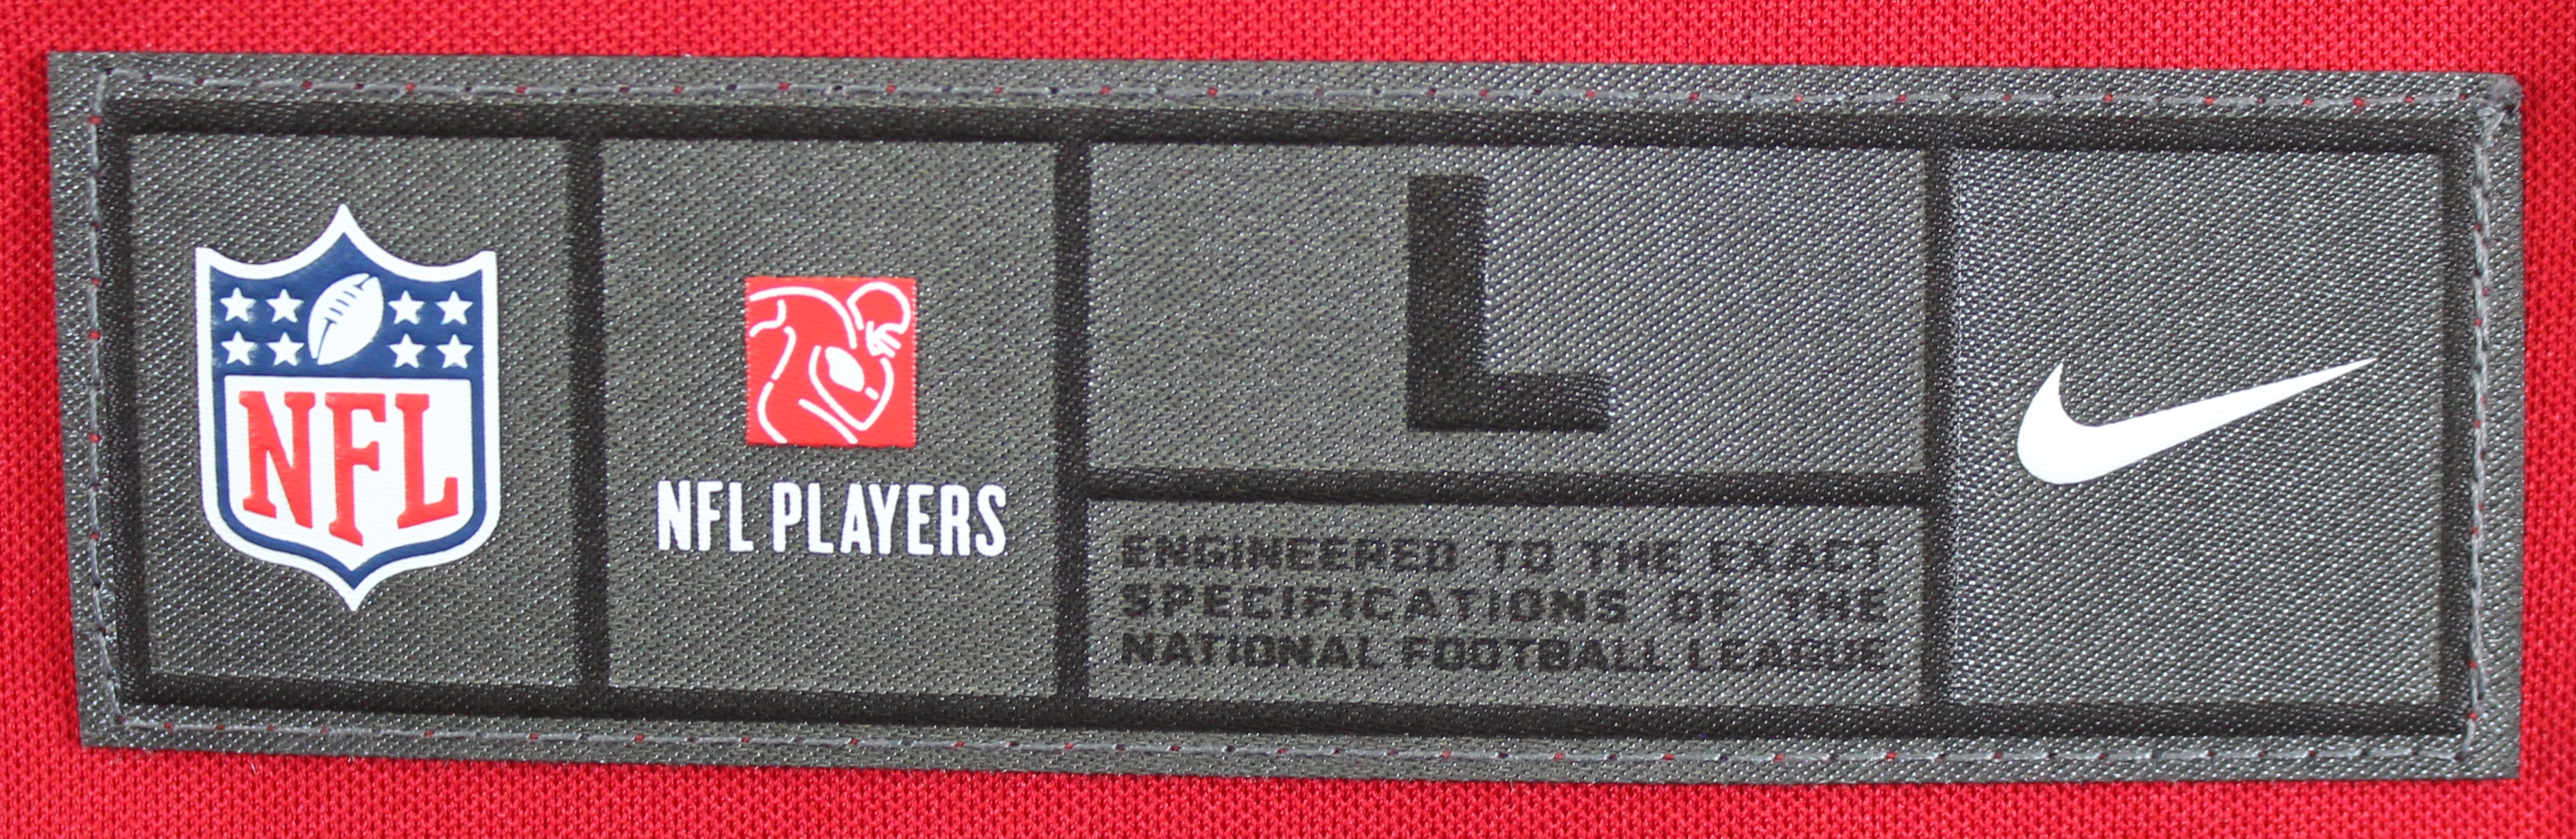 NFL
NFL PLAYERS
L
ENGINEERED TO THE EXACT
SPECIFICATIONS OF THE
NATIONAL FOOTBALL LEAGUE